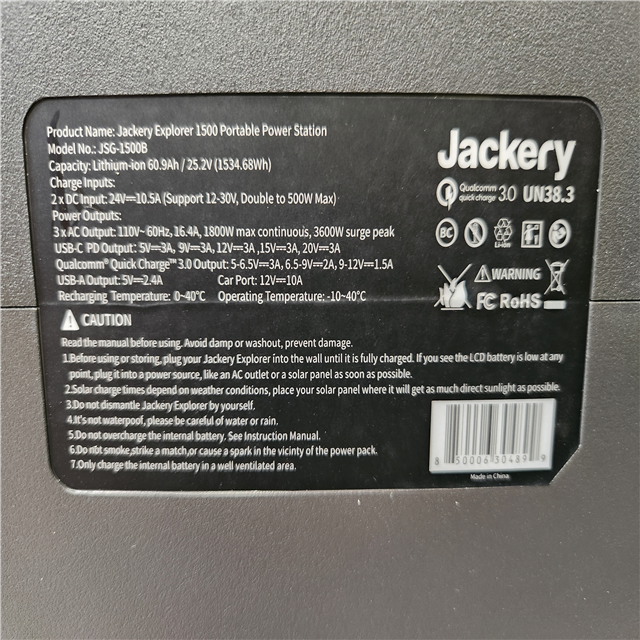 Product Name: Jackery Explorer 1500 Portable Power Station
Model No.: JSG-1500B
Capacity: Lithium-ion 60.9Ah / 25.2V (1534.68Wh)
Charge Inputs:
2 x DC Input: 24V⎓10.5A (Support 12-30V, Double to 500W Max)
Power Outputs:
3 x AC Output: 110V~ 60Hz, 16.4A, 1800W max continuous, 3600W surge peak
USB-C PD Output: 5V⎓3A, 9V⎓3A, 12V⎓3A ,15V⎓3A, 20V⎓3A
Qualcomm® Quick Charge™ 3.0 Output: 5-6.5V⎓3A, 6.5-9V⎓2A, 9-12V⎓1.5A
USB-A Output: 5V⎓2.4A Car Port: 12V⎓10A
Recharging Temperature: 0~40°C Operating Temperature: -10~40°C
Jackery
Qualcomm
quick charge 3.0 UN38.3
BC Li-ion
WARNING
FC RoHS
CAUTION
Read the manual before using. Avoid damp or washout, prevent damage.
1.Before using or storing, plug your Jackery Explorer into the wall until it is fully charged. If you see the LCD battery is low at any
point, plug it into a power source, like an AC outlet or a solar panel as soon as possible.
2.Solar charge times depend on weather conditions, place your solar panel where it will get as much direct sunlight as possible.
3.Do not dismantle Jackery Explorer by yourself.
4.It's not waterproof, please be careful of water or rain.
5.Do not overcharge the internal battery. See Instruction Manual.
6.Do not smoke,strike a match,or cause a spark in the vicinity of the power pack.
7.Only charge the internal battery in a well ventilated area.
8 50006 30489 9
Made in China